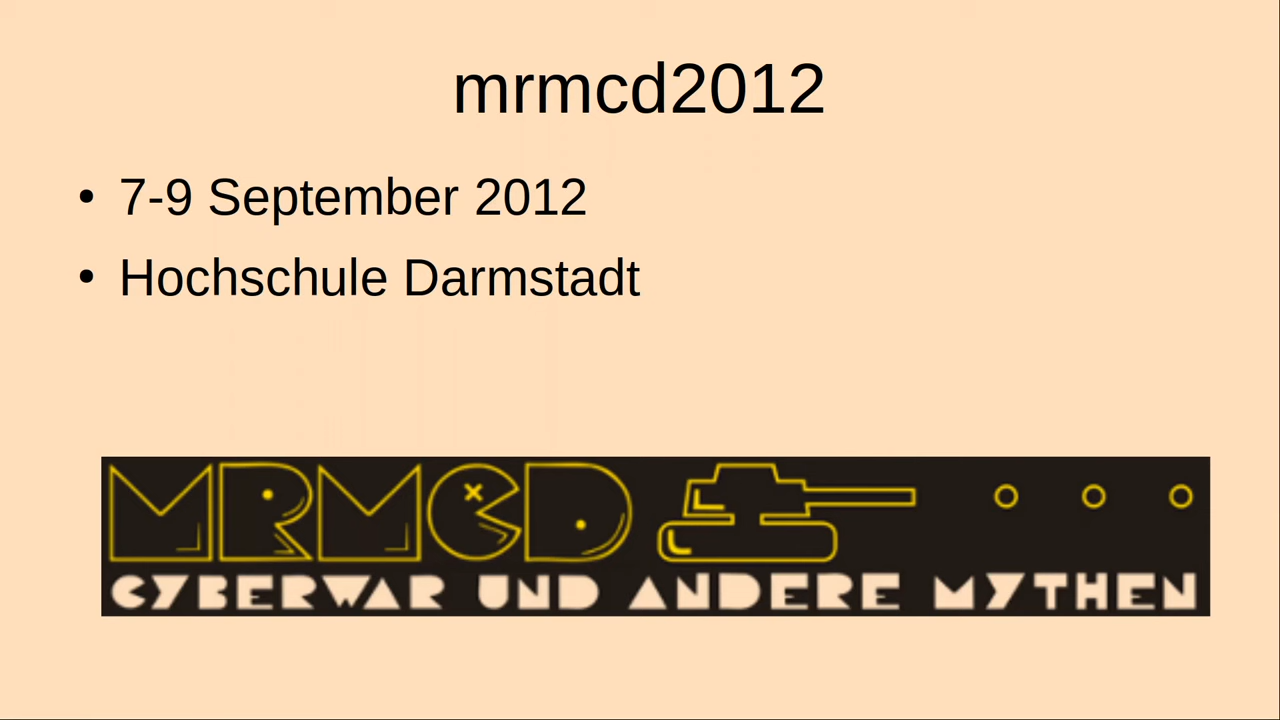 mrmcd2012
• 7-9 September 2012
• Hochschule Darmstadt
MRMCD
CYBERWAR UND ANDERE MYTHEN